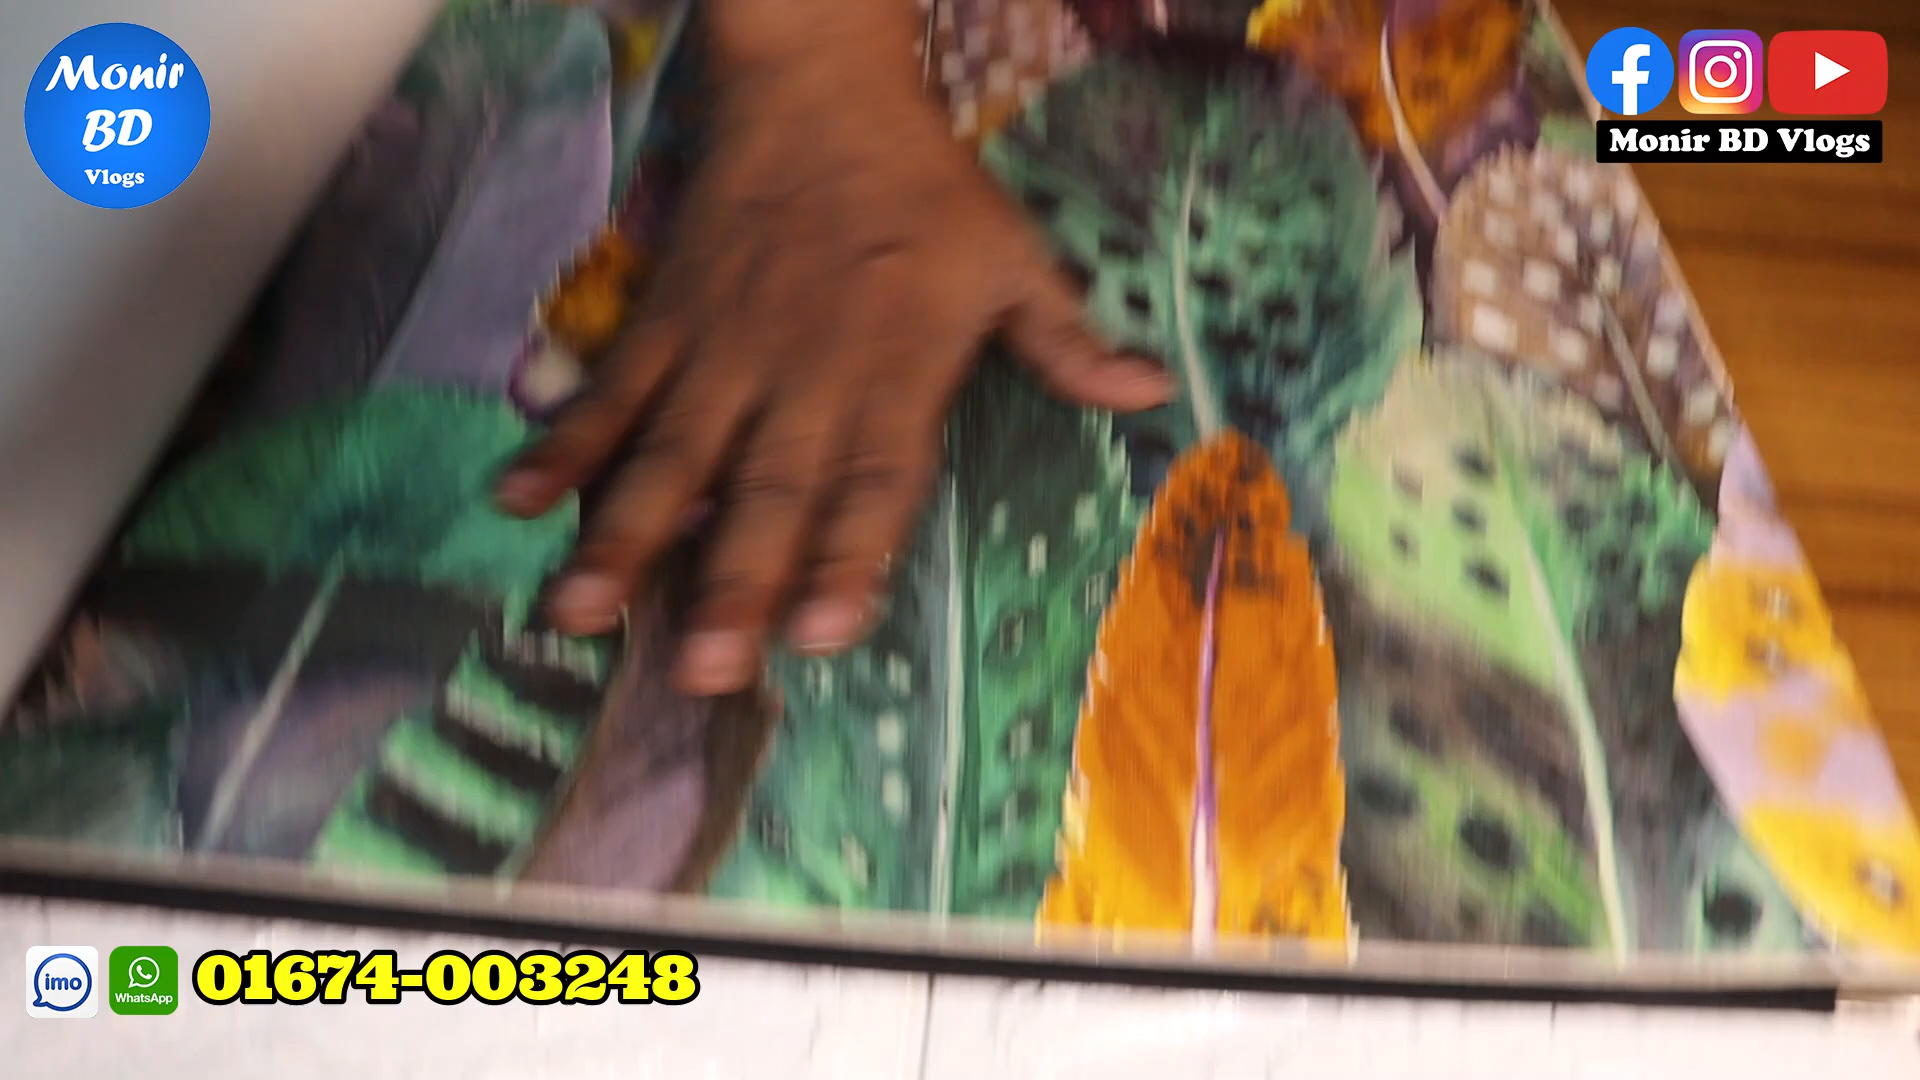 Monir
BD
Vlogs
Monir BD Vlogs
imo
WhatsApp
01674-003248